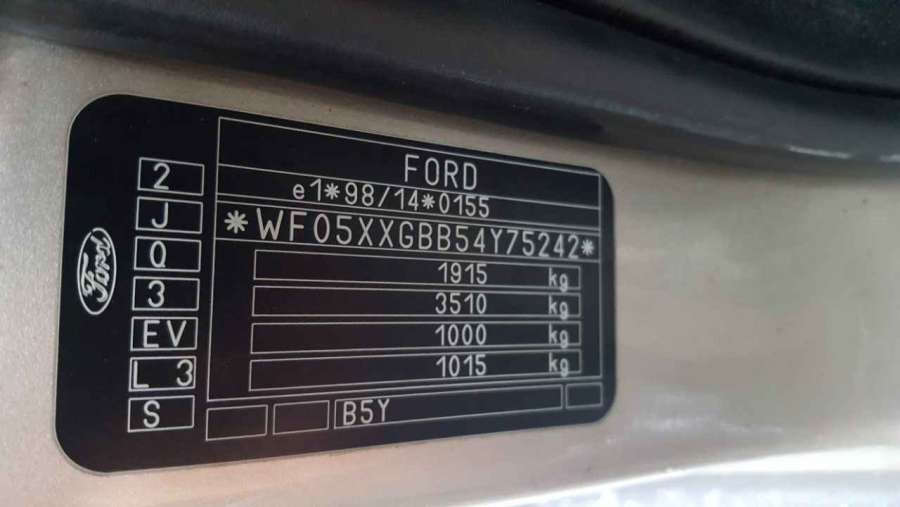 FORD
e1*98/14*0155
*WF05XXGBB54Y75242*
1915 kg
3510 kg
1000 kg
1015 kg
B5Y
2
J
Q
3
EV
L 3
S
Ford